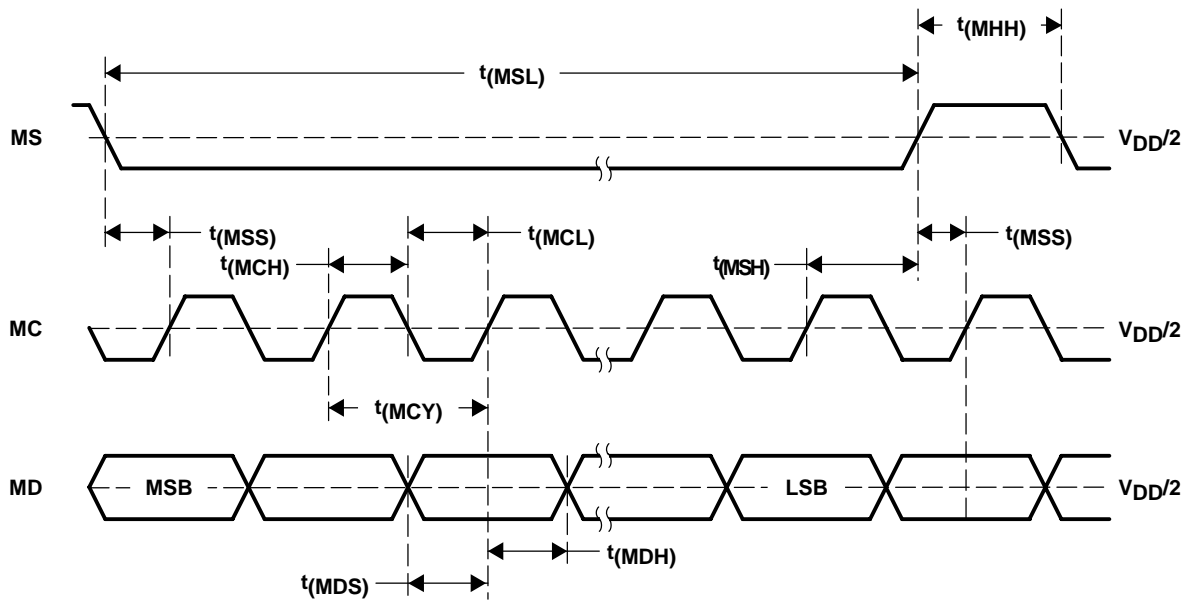 t(MHH)
t(MSL)
MS
VDD/2
t(MSS)
t(MCL)
t(MSS)
t(MCH)
t(MSH)
MC
VDD/2
t(MCY)
MD
MSB
LSB
VDD/2
t(MDH)
t(MDS)